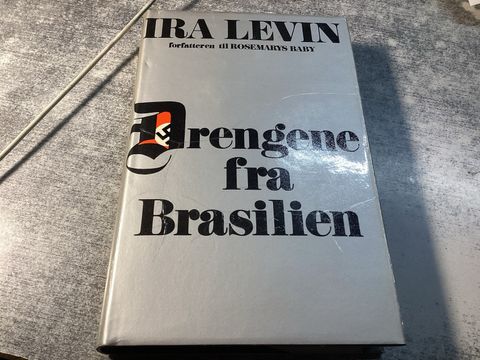 IRA LEVIN
forfatteren til ROSEMARYS BABY
Drengene
fra
Brasilien